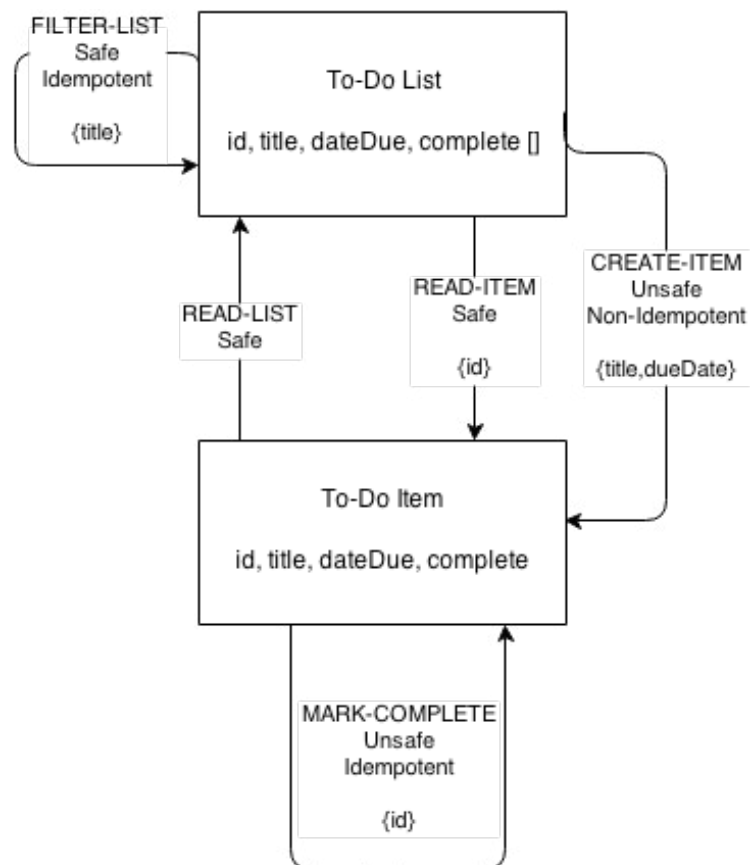 FILTER-LIST
Safe
Idempotent
{title}
To-Do List
id, title, dateDue, complete []
READ-LIST
Safe
READ-ITEM
Safe
{id}
CREATE-ITEM
Unsafe
Non-Idempotent
{title,dueDate}
To-Do Item
id, title, dateDue, complete
MARK-COMPLETE
Unsafe
Idempotent
{id}